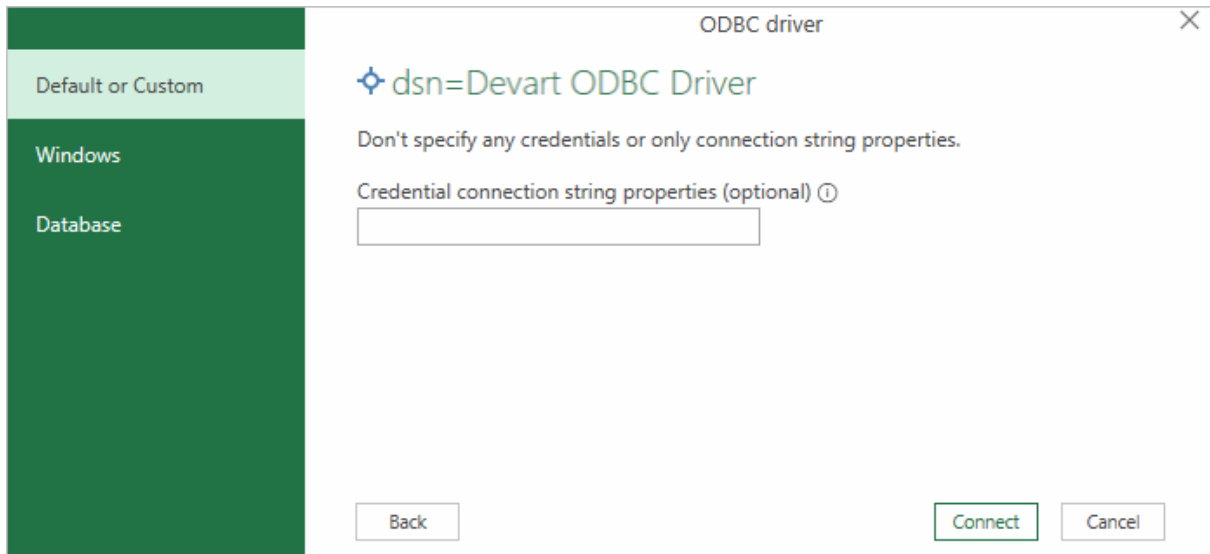 ODBC driver
Default or Custom
Windows
Database
dsn=Devart ODBC Driver
Don't specify any credentials or only connection string properties.
Credential connection string properties (optional)
Back
Connect
Cancel